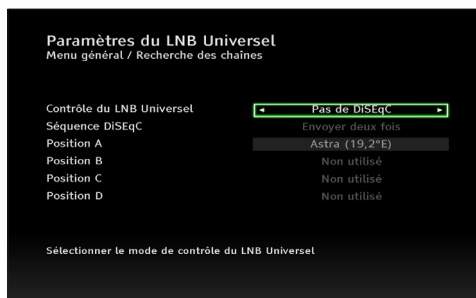 Paramètres du LNB Universel
Menu général / Recherche des chaînes
Contrôle du LNB Universel Pas de DiSEqC
Séquence DiSEqC Envoyer deux fois
Position A Astra (19,2°E)
Position B Non utilisé
Position C Non utilisé
Position D Non utilisé
Sélectionner le mode de contrôle du LNB Universel